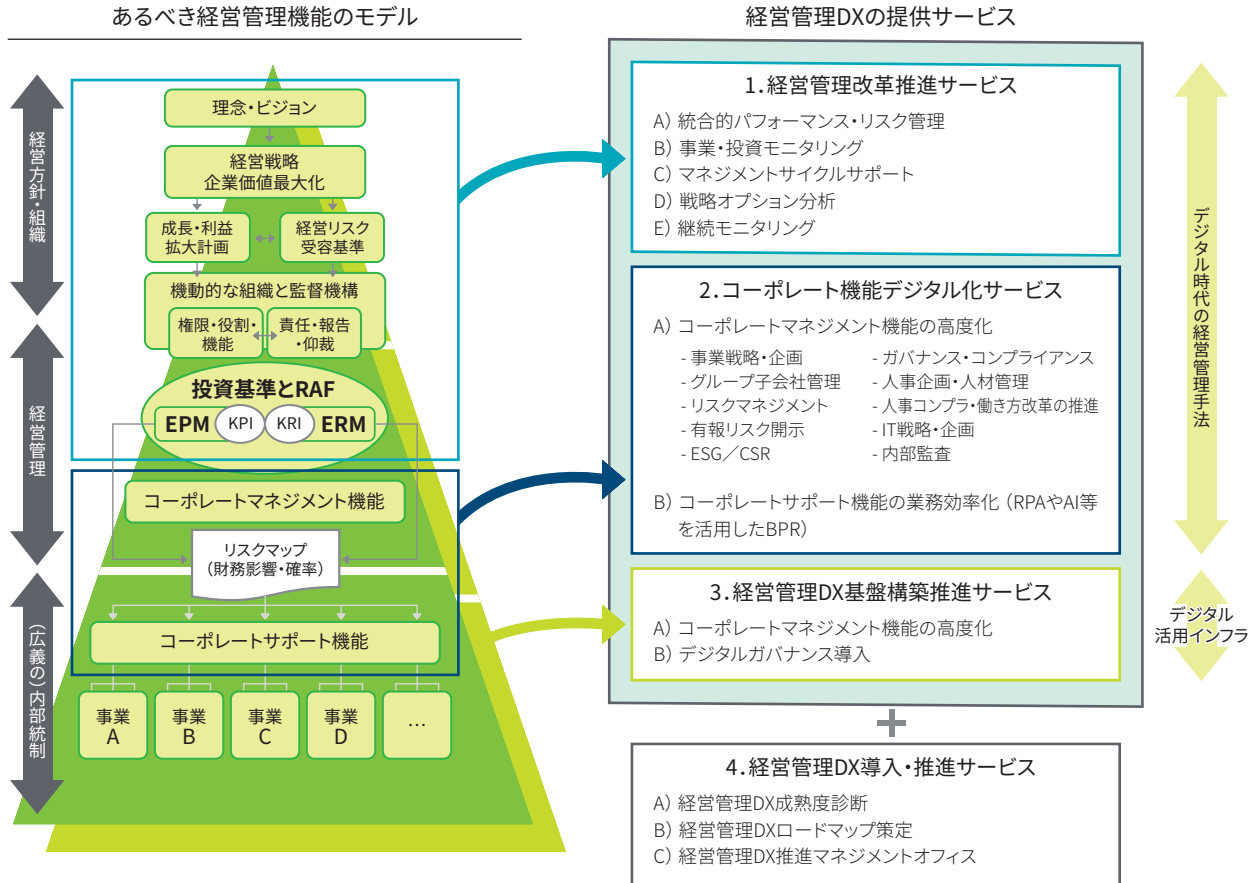 あるべき経営管理機能のモデル
経営方針・組織
経営管理
(広義の)内部統制
理念・ビジョン
経営戦略
企業価値最大化
成長・利益
拡大計画
経営リスク
受容基準
機動的な組織と監督機構
権限・役割・
機能
責任・報告
・仰裁
投資基準とRAF
EPM KPI KRI ERM
コーポレートマネジメント機能
リスクマップ
(財務影響・確率)
コーポレートサポート機能
事業
A
事業
B
事業
C
事業
D
…
経営管理DXの提供サービス
1.経営管理改革推進サービス
A) 統合的パフォーマンス・リスク管理
B) 事業・投資モニタリング
C) マネジメントサイクルサポート
D) 戦略オプション分析
E) 継続モニタリング
2.コーポレート機能デジタル化サービス
A) コーポレートマネジメント機能の高度化
- 事業戦略・企画
- グループ子会社管理
- リスクマネジメント
- 有報リスク開示
- ESG／CSR
- ガバナンス・コンプライアンス
- 人事企画・人材管理
- 人事コンプラ・働き方改革の推進
- IT戦略・企画
- 内部監査
B) コーポレートサポート機能の業務効率化 (RPAやAI等
を活用したBPR)
3.経営管理DX基盤構築推進サービス
A) コーポレートマネジメント機能の高度化
B) デジタルガバナンス導入
+
4.経営管理DX導入・推進サービス
A) 経営管理DX成熟度診断
B) 経営管理DXロードマップ策定
C) 経営管理DX推進マネジメントオフィス
デジタル時代の経営管理手法
デジタル
活用インフラ